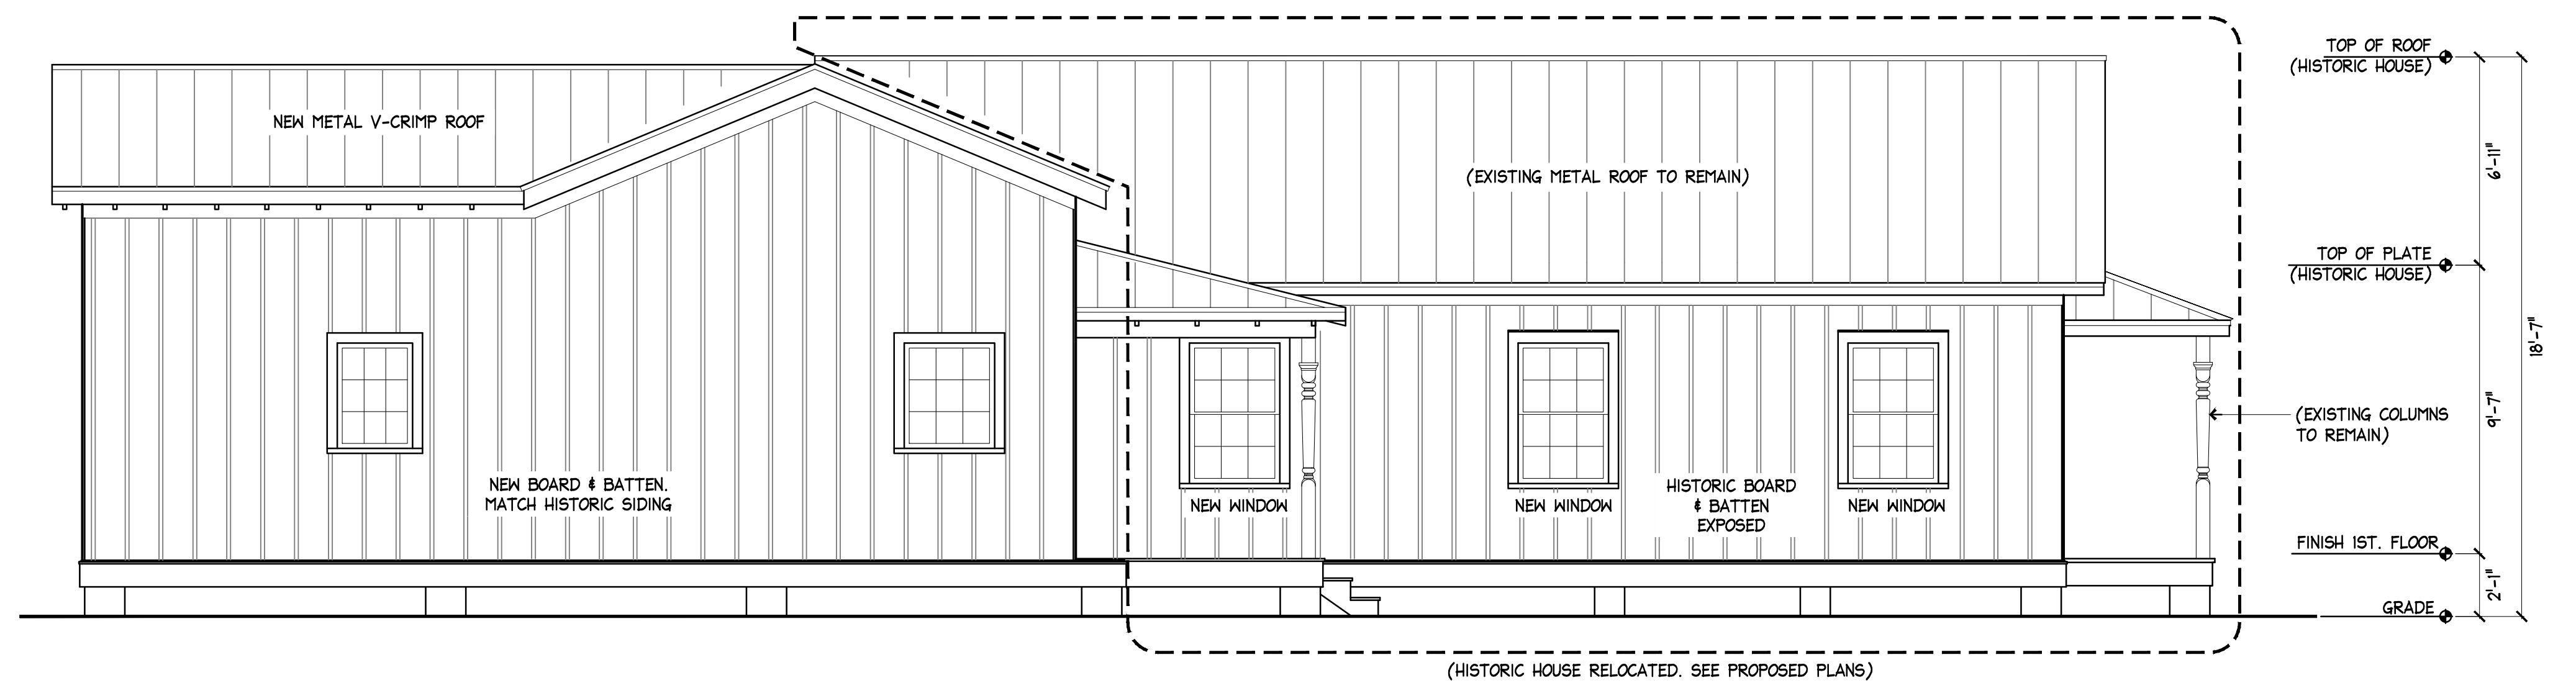 TOP OF ROOF
(HISTORIC HOUSE)
NEW METAL V-CRIMP ROOF
(EXISTING METAL ROOF TO REMAIN)
6'-11"
TOP OF PLATE
(HISTORIC HOUSE)
18'-7"
9'-7"
(EXISTING COLUMNS
TO REMAIN)
NEW BOARD & BATTEN.
MATCH HISTORIC SIDING
NEW WINDOW
NEW WINDOW
HISTORIC BOARD
& BATTEN
EXPOSED
NEW WINDOW
FINISH 1ST. FLOOR
2'-1"
GRADE
(HISTORIC HOUSE RELOCATED. SEE PROPOSED PLANS)